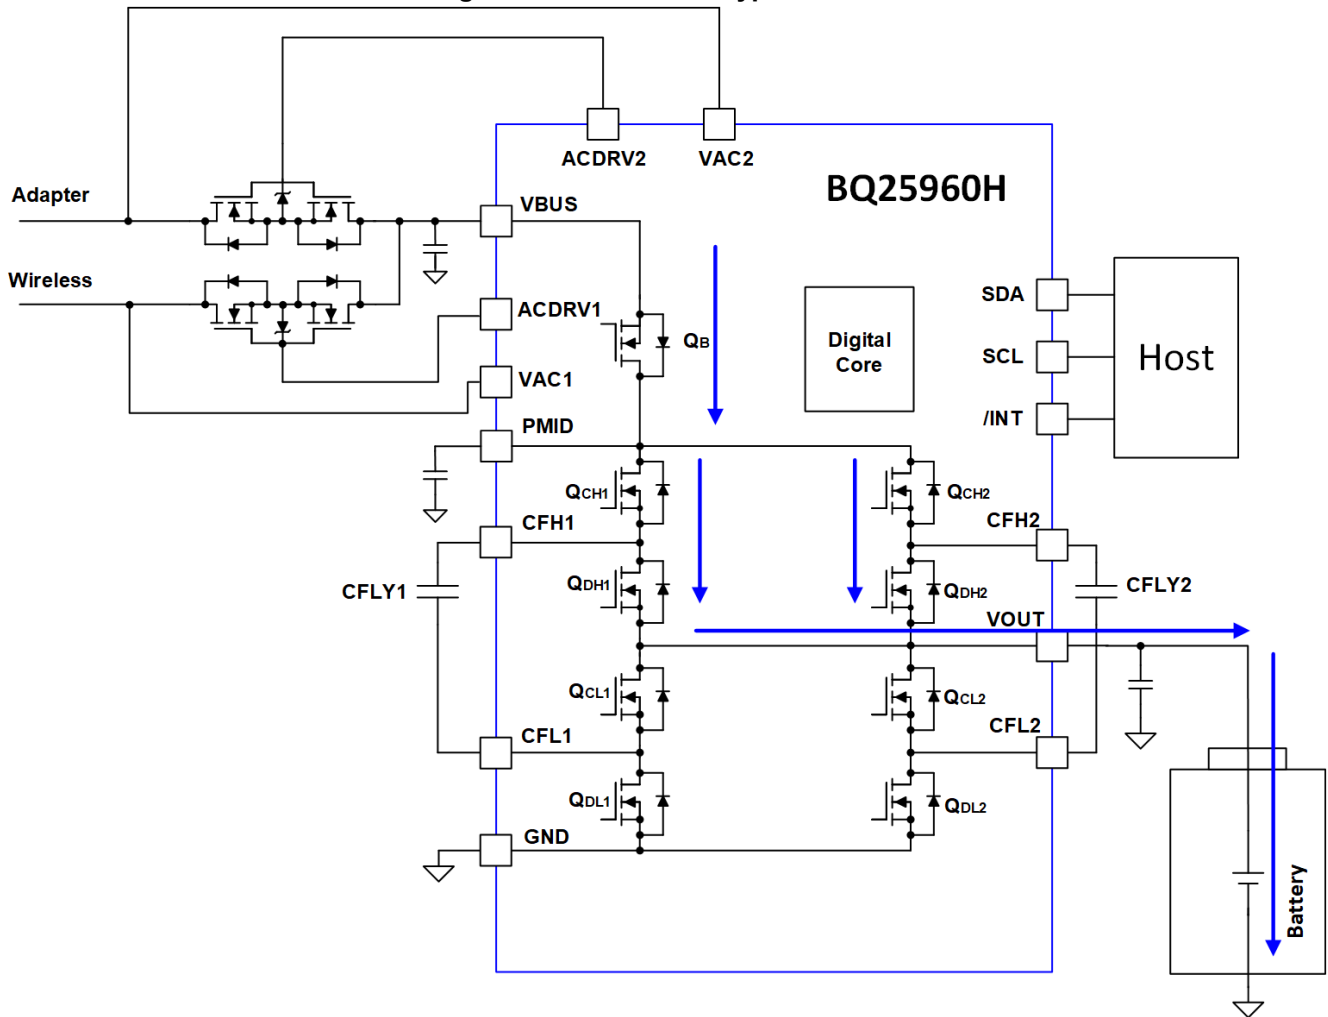 ACDRV2
VAC2
BQ25960H
Adapter
VBUS
Wireless
SDA
ACDRV1
QB
Digital
Core
SCL
Host
VAC1
/INT
PMID
QCH1
QCH2
CFH1
CFH2
CFLY1
QDH1
QDH2
CFLY2
VOUT
QCL1
QCL2
CFL1
CFL2
QDL1
QDL2
GND
Battery